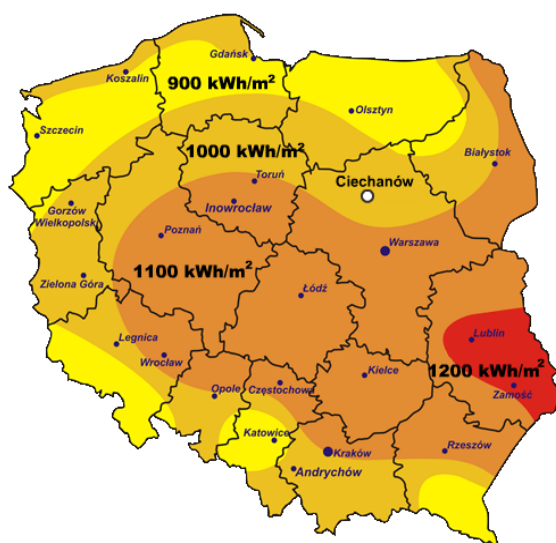 Gdańsk
Koszalin
900 kWh/m²
Olsztyn
Szczecin
1000 kWh/m²
Białystok
Toruń
Ciechanów
Gorzów
Wielkopolski
Inowrocław
Poznań
Warszawa
1100 kWh/m²
Zielona Góra
Łódź
Legnica
Lublin
Wrocław
1200 kWh/m²
Kielce
Opole
Częstochowa
Zamość
Katowice
Kraków
Rzeszów
Andrychów